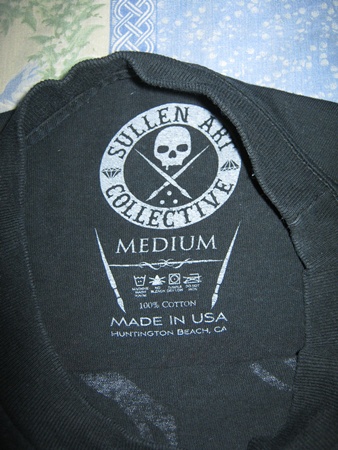 SULLEN ART
COLLECTIVE
MEDIUM
100% COTTON
MADE IN USA
HUNTINGTON BEACH, CA